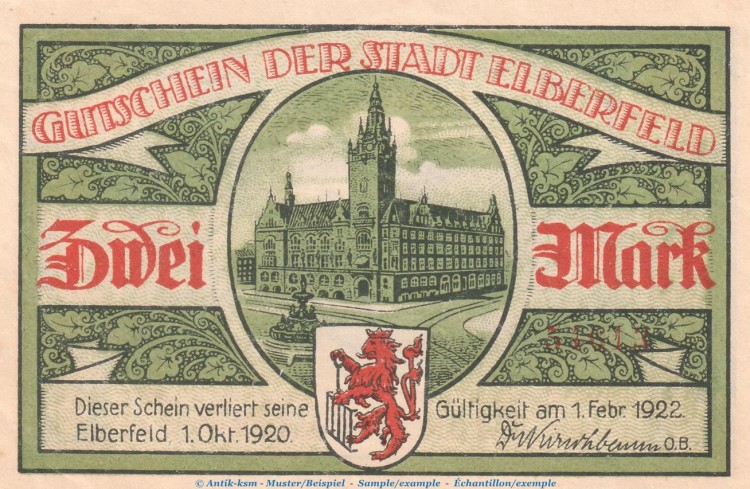 GUTSCHEIN DER STADT ELBERFELD
Zwei Mark
Dieser Schein verliert seine Gültigkeit am 1. Febr. 1922.
Elberfeld, 1. Okt. 1920.
O.B.
© Antik-ksm - Muster/Beispiel - Sample/example - Échantillon/exemple